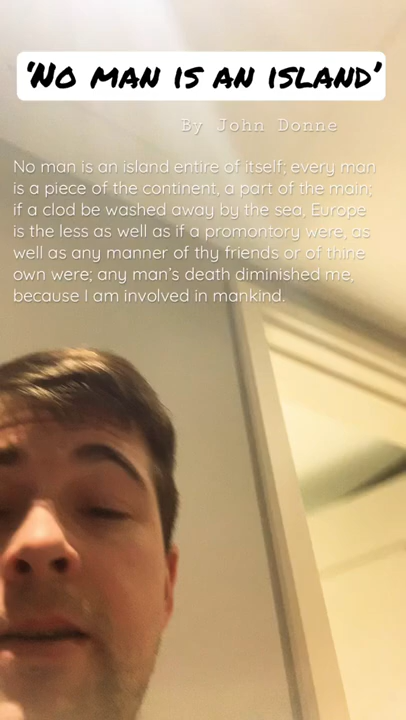 ‘No man is an island’
By John Donne
No man is an island entire of itself; every man
is a piece of the continent, a part of the main;
if a clod be washed away by the sea, Europe
is the less as well as if a promontory were, as
well as any manner of thy friends or of thine
own were; any man’s death diminished me,
because I am involved in mankind.